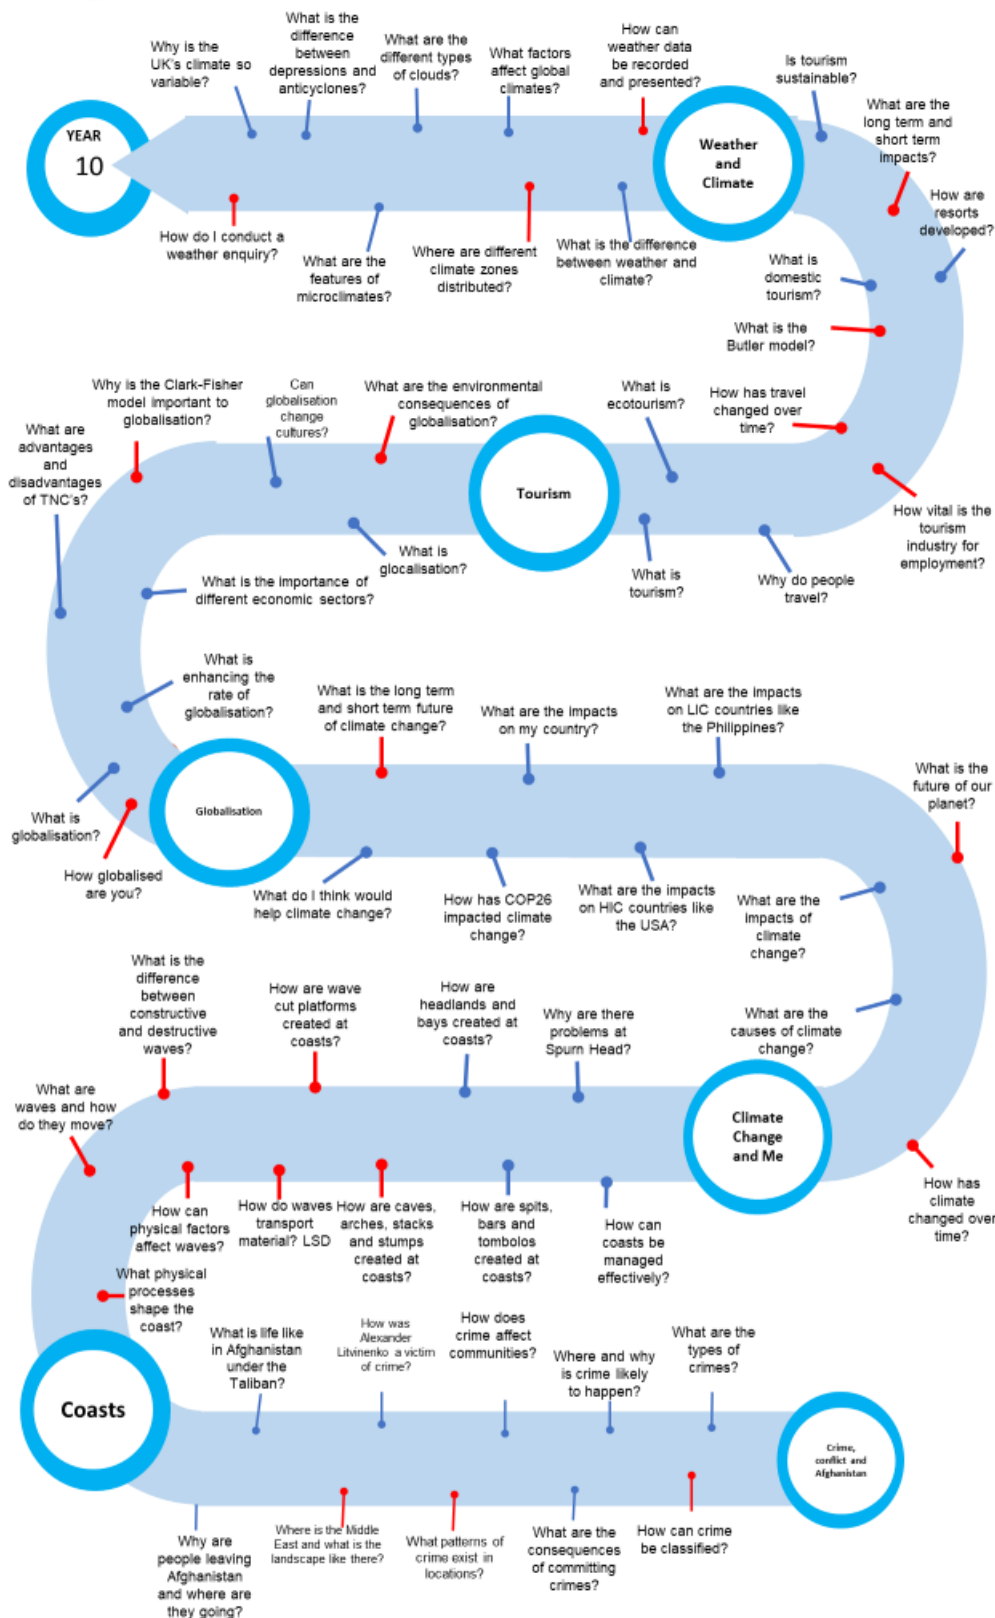 Why is the
UK's climate so
variable?
What is the
difference
between
depressions and
anticyclones?
What are the
different types
of clouds?
What factors
affect global
climates?
How can
weather data
be recorded
and presented?
Is tourism
sustainable?
What are the
long term and
short term
impacts?
How are
resorts
developed?
YEAR
10
Weather
and
Climate
How do I conduct a
weather enquiry?
What are the
features of
microclimates?
Where are different
climate zones
distributed?
What is the difference
between weather and
climate?
What is
domestic
tourism?
What is the
Butler model?
How has travel
changed over
time?
Why is the Clark-Fisher
model important to
globalisation?
Can
globalisation
change
cultures?
What are the environmental
consequences of
globalisation?
What is
ecotourism?
What are
advantages
and
disadvantages
of TNC's?
Tourism
How vital is the
tourism
industry for
employment?
What is
glocalisation?
What is
tourism?
Why do people
travel?
What is the importance of
different economic sectors?
What is
enhancing the
rate of
globalisation?
What is the long term
and short term future
of climate change?
What are the impacts
on my country?
What are the impacts
on LIC countries like
the Philippines?
What is the
future of our
planet?
What is
globalisation?
Globalisation
How globalised
are you?
What do I think would
help climate change?
How has COP26
impacted climate
change?
What are the impacts
on HIC countries like
the USA?
What are the
impacts of
climate
change?
What is the
difference
between
constructive
and destructive
waves?
How are wave
cut platforms
created at
coasts?
How are
headlands and
bays created at
coasts?
Why are there
problems at
Spurn Head?
What are the
causes of climate
change?
What are
waves and how
do they move?
Climate
Change
and Me
How has
climate
changed over
time?
How can
physical factors
affect waves?
How do waves
transport
material? LSD
How are caves,
arches, stacks
and stumps
created at
coasts?
How are spits,
bars and
tombolos
created at
coasts?
How can
coasts be
managed
effectively?
What physical
processes
shape the
coast?
What is life like
in Afghanistan
under the
Taliban?
How was
Alexander
Litvinenko a victim
of crime?
How does
crime affect
communities?
Where and why
is crime likely
to happen?
What are the
types of
crimes?
Coasts
Crime,
conflict and
Afghanistan
Why are
people leaving
Afghanistan
and where are
they going?
Where is the Middle
East and what is the
landscape like there?
What patterns of
crime exist in
locations?
What are the
consequences
of committing
crimes?
How can crime
be classified?